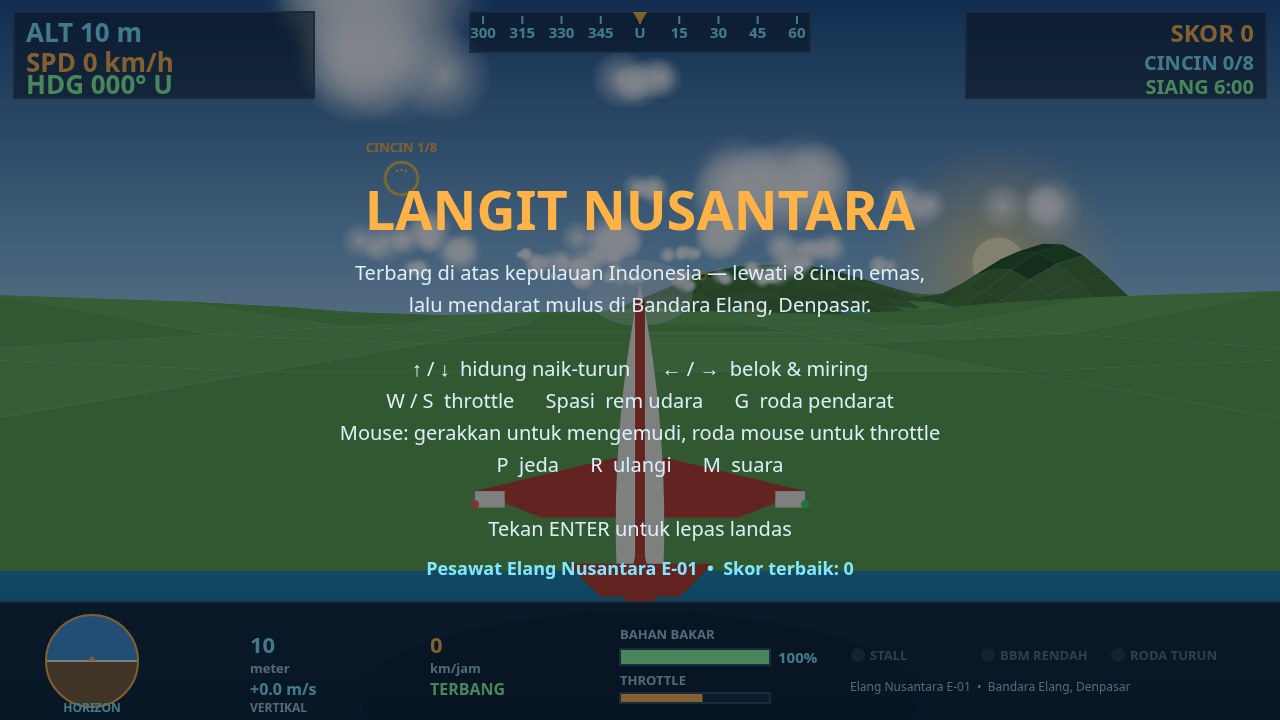 ALT 10 m
SPD 0 km/h
HDG 000° U
300 315 330 345 U 15 30 45 60
SKOR 0
CINCIN 0/8
SIANG 6:00
CINCIN 1/8
LANGIT NUSANTARA
Terbang di atas kepulauan Indonesia — lewati 8 cincin emas,
lalu mendarat mulus di Bandara Elang, Denpasar.
↑ / ↓ hidung naik-turun ← / → belok & miring
W / S throttle Spasi rem udara G roda pendarat
Mouse: gerakkan untuk mengemudi, roda mouse untuk throttle
P jeda R ulangi M suara
Tekan ENTER untuk lepas landas
Pesawat Elang Nusantara E-01 • Skor terbaik: 0
HORIZON
10
meter
+0.0 m/s
VERTIKAL
0
km/jam
TERBANG
BAHAN BAKAR
100%
THROTTLE
STALL BBM RENDAH RODA TURUN
Elang Nusantara E-01 • Bandara Elang, Denpasar